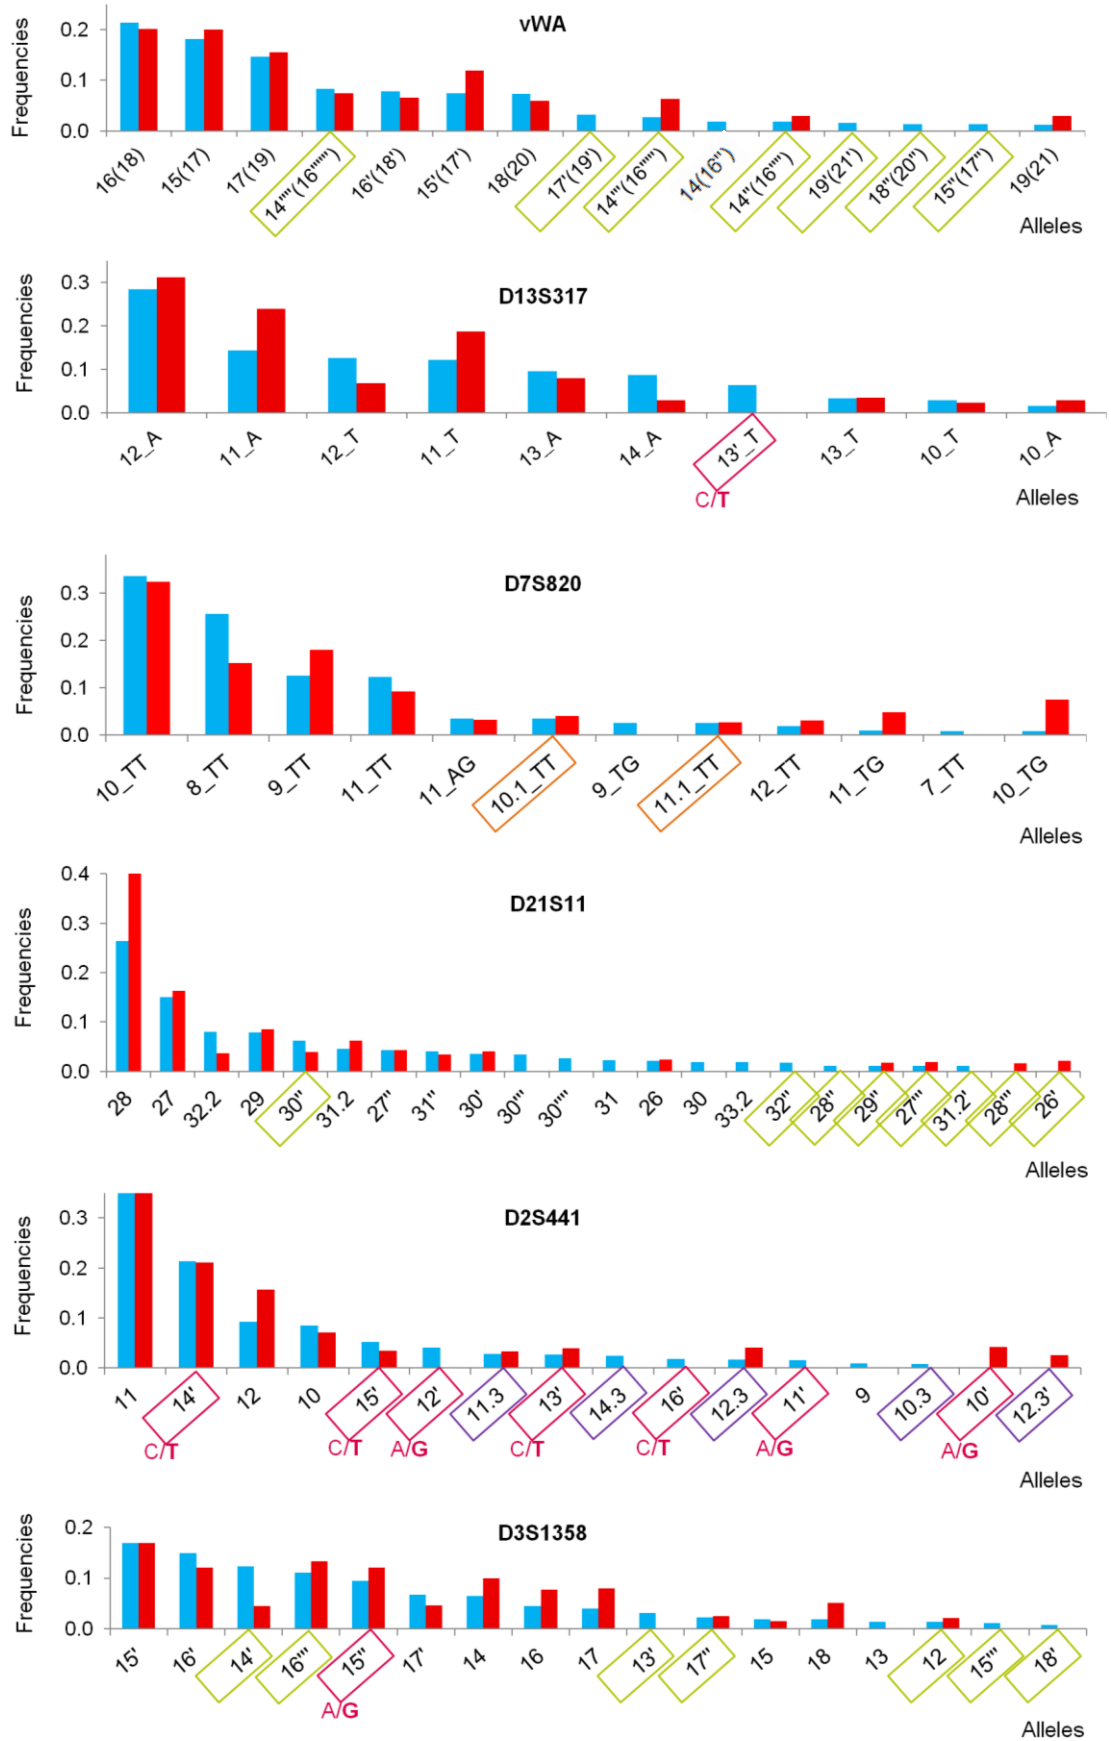 vWA
Frequencies
0.2
0.1
0.0
16(18) 15(17) 17(19) 14""(16""") 16'(18') 15'(17') 18(20) 17'(19') 14'''(16""") 14(16") 14"(16"") 19'(21') 18"(20") 15"(17") 19(21)
Alleles
D13S317
Frequencies
0.3
0.2
0.1
0.0
12_A 11_A 12_T 11_T 13_A 14_A 13'_T 13_T 10_T 10_A
C/T
Alleles
D7S820
Frequencies
0.3
0.2
0.1
0.0
10_TT 8_TT 9_TT 11_TT 11_AG 10.1_TT 9_TG 11.1_TT 12_TT 11_TG 7_TT 10_TG
Alleles
D21S11
Frequencies
0.4
0.3
0.2
0.1
0.0
28 27 32.2 29 30" 31.2 27" 31" 30' 30''' 30"" 31 26 30 33.2 32" 28" 29" 27''' 31.2' 28''' 26'
Alleles
D2S441
Frequencies
0.3
0.2
0.1
0.0
11 14' 12 10 15' 12' 11.3 13' 14.3 16' 12.3 11' 9 10.3 10' 12.3'
C/T C/T A/G C/T C/T A/G A/G
Alleles
D3S1358
Frequencies
0.2
0.1
0.0
15' 16' 14' 16''' 15" 17' 14 16 17 13' 17" 15 18 13 12 15''' 18'
A/G
Alleles